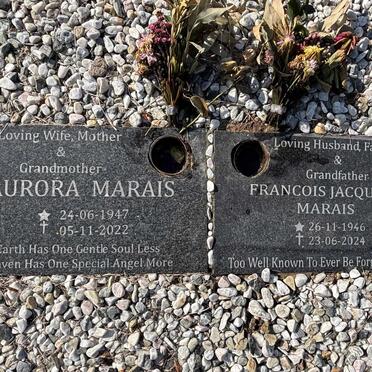 Loving Wife, Mother
&
Grandmother
AURORA MARAIS
24-06-1947
05-11-2022
Earth Has One Gentle Soul Less
Has One Special Angel More
Loving Husband,
&
Grandfather
FRANCOIS
MARAIS
26-11-1946
23-06-2024
Too Well Known To Ever Be